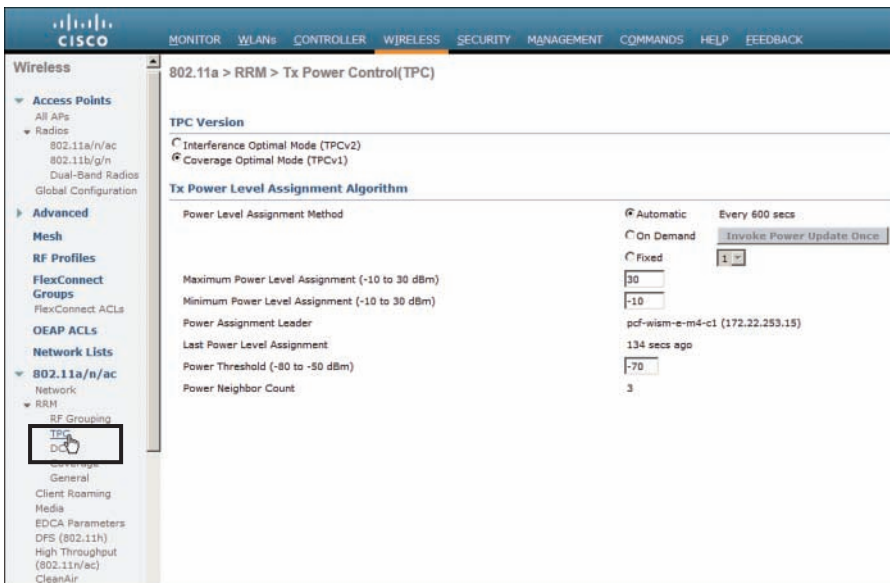 CISCO
MONITOR WLANs CONTROLLER WIRELESS SECURITY MANAGEMENT COMMANDS HELP FEEDBACK
Wireless
Access Points
All APs
Radios
802.11a/n/ac
802.11b/g/n
Dual-Band Radios
Global Configuration
Advanced
Mesh
RF Profiles
FlexConnect
Groups
FlexConnect ACLs
OEAP ACLs
Network Lists
802.11a/n/ac
Network
RRM
RF Grouping
TPC
Coverage
General
Client Roaming
Media
EDCA Parameters
DFS (802.11h)
High Throughput
(802.11n/ac)
CleanAir
802.11a > RRM > Tx Power Control(TPC)
TPC Version
Interference Optimal Mode (TPCv2)
Coverage Optimal Mode (TPCv1)
Tx Power Level Assignment Algorithm
Power Level Assignment Method Automatic Every 600 secs
On Demand Invoke Power Update Once
Fixed 1
Maximum Power Level Assignment (-10 to 30 dBm) 30
Minimum Power Level Assignment (-10 to 30 dBm) -10
Power Assignment Leader pcf-wism-e-m4-c1 (172.22.253.15)
Last Power Level Assignment 134 secs ago
Power Threshold (-80 to -50 dBm) -70
Power Neighbor Count 3